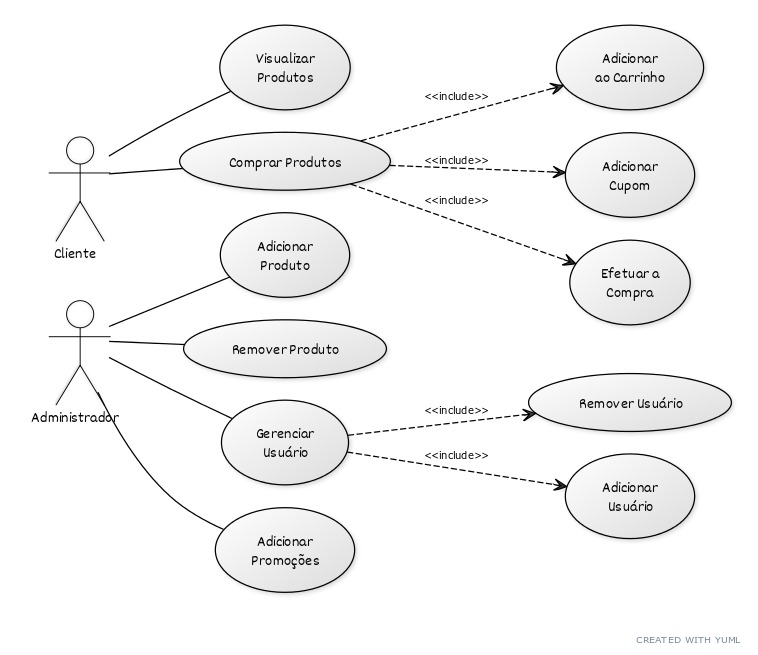 Visualizar
Produtos
Adicionar
ao Carrinho
<<include>>
Comprar Produtos
<<include>>
Adicionar
Cupom
<<include>>
Cliente
Adicionar
Produto
Efetuar a
Compra
Remover Produto
Administrador
<<include>>
Remover Usuário
Gerenciar
Usuário
<<include>>
Adicionar
Usuário
Adicionar
Promoções
CREATED WITH YUML